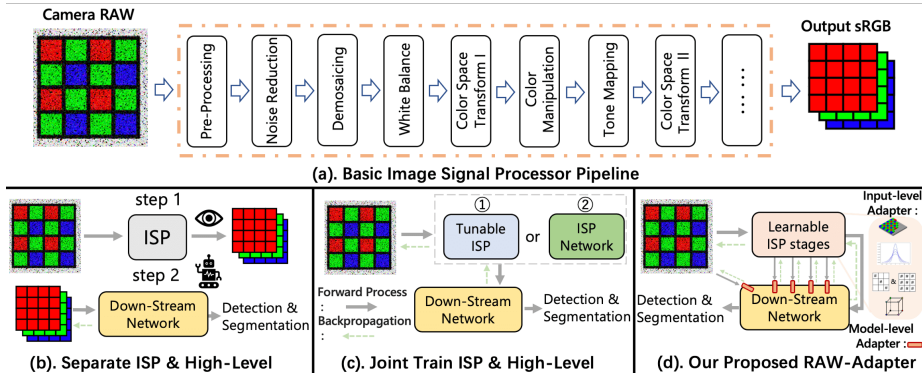 Camera RAW
Output sRGB
Pre-Processing
Noise Reduction
Demosaicing
White Balance
Color Space
Transform I
Color
Manipulation
Tone Mapping
Color Space
Transform II
......
(a). Basic Image Signal Processor Pipeline
step 1
ISP
step 2
Down-Stream
Network
Detection &
Segmentation
(b). Separate ISP & High-Level
①
②
Tunable
ISP
or
ISP
Network
Forward Process
:
Backpropagation
:
Down-Stream
Network
Detection &
Segmentation
(c). Joint Train ISP & High-Level
Input-level
Adapter :
Learnable
ISP stages
&
Detection &
Segmentation
Down-Stream
Network
Model-level
Adapter :
(d). Our Proposed RAW-Adapter